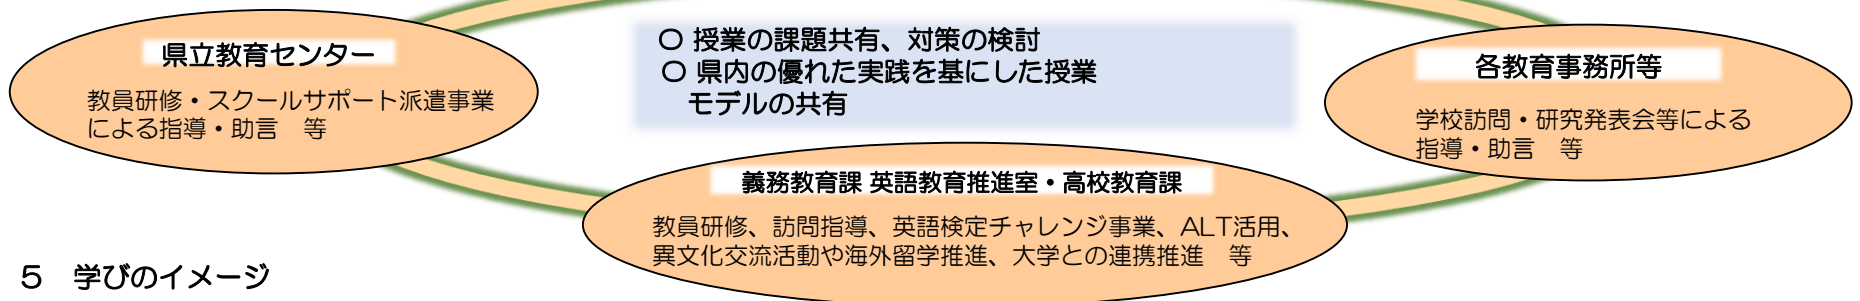 県立教育センター
教員研修・スクールサポート派遣事業
による指導・助言　等
〇 授業の課題共有、対策の検討
〇 県内の優れた実践を基にした授業
モデルの共有
各教育事務所等
学校訪問・研究発表会等による
指導・助言　等
義務教育課 英語教育推進室・高校教育課
教員研修、訪問指導、英語検定チャレンジ事業、ALT活用、
異文化交流活動や海外留学推進、大学との連携推進　等
５　学びのイメージ